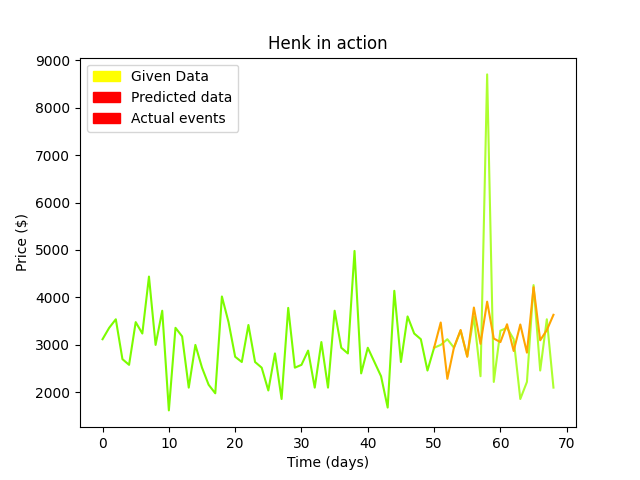 Henk in action
9000
8000
7000
6000
5000
4000
3000
2000
Price ($)
Given Data
Predicted data
Actual events
0 10 20 30 40 50 60 70
Time (days)